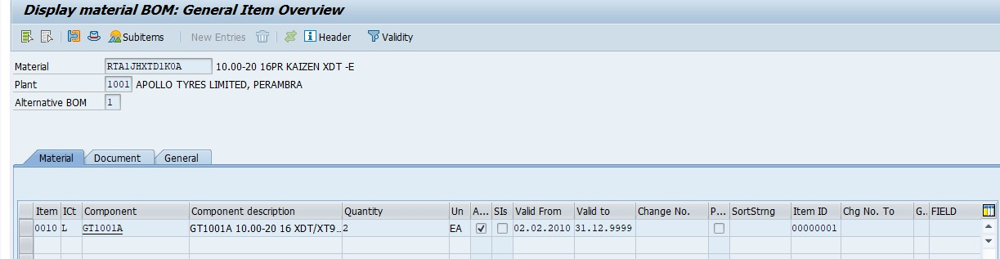 Display material BOM: General Item Overview
Subitems New Entries Header Validity
Material RTA1JHXTD1K0A 10.00-20 16PR KAIZEN XDT -E
Plant 1001 APOLLO TYRES LIMITED, PERAMBRA
Alternative BOM 1
Material Document General
Item ICt Component Component description Quantity Un A... SIs Valid From Valid to Change No. P... SortStrng Item ID Chg No. To G.. FIELD
0010 L GT1001A GT1001A 10.00-20 16 XDT/XT9... 2 EA 02.02.2010 31.12.9999 00000001